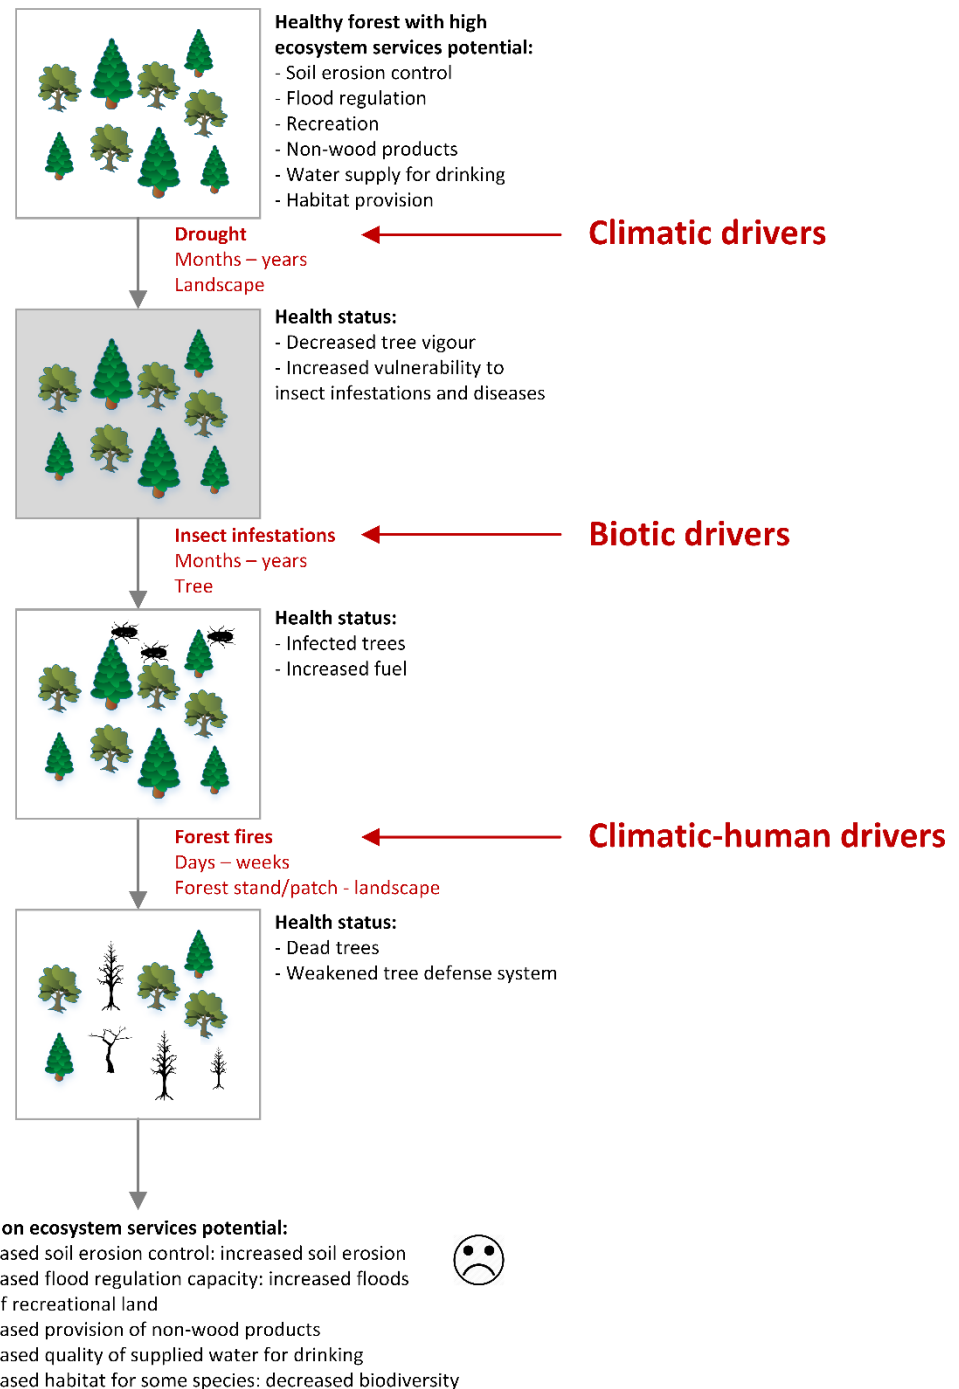 Healthy forest with high
ecosystem services potential:
- Soil erosion control
- Flood regulation
- Recreation
- Non-wood products
- Water supply for drinking
- Habitat provision
Drought
Months – years
Landscape
Climatic drivers
Health status:
- Decreased tree vigour
- Increased vulnerability to
insect infestations and diseases
Insect infestations
Months – years
Tree
Biotic drivers
Health status:
- Infected trees
- Increased fuel
Forest fires
Days – weeks
Forest stand/patch - landscape
Climatic-human drivers
Health status:
- Dead trees
- Weakened tree defense system
on ecosystem services potential:
ased soil erosion control: increased soil erosion
ased flood regulation capacity: increased floods
f recreational land
ased provision of non-wood products
ased quality of supplied water for drinking
ased habitat for some species: decreased biodiversity